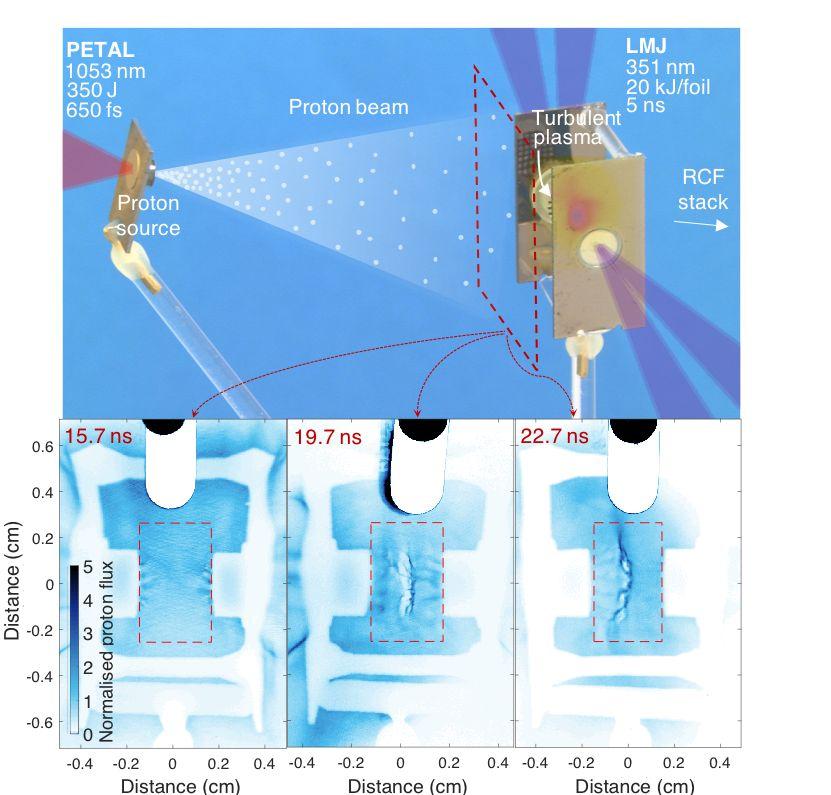 PETAL
1053 nm
350 J
650 fs
Proton beam
LMJ
351 nm
20 kJ/foil
5 ns
Turbulent
plasma
RCF
stack
Proton
source
15.7 ns
19.7 ns
22.7 ns
Distance (cm)
0.6
0.4
0.2
0
-0.2
-0.4
-0.6
5
4
3
2
1
0
Normalised proton flux
-0.4 -0.2 0 0.2 0.4
-0.4 -0.2 0 0.2 0.4
-0.4 -0.2 0 0.2 0.4
Distance (cm)
Distance (cm)
Distance (cm)